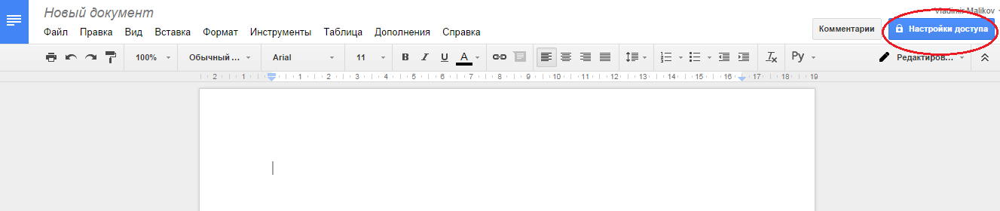 Новый документ
Vladimir Malikov
Файл Правка Вид Вставка Формат Инструменты Таблица Дополнения Справка
Комментарии Настройки доступа
100% Обычный ... Arial 11 B I U A Ру Редактиров...
2 1 1 2 3 4 5 6 7 8 9 10 11 12 13 14 15 16 17 18 19